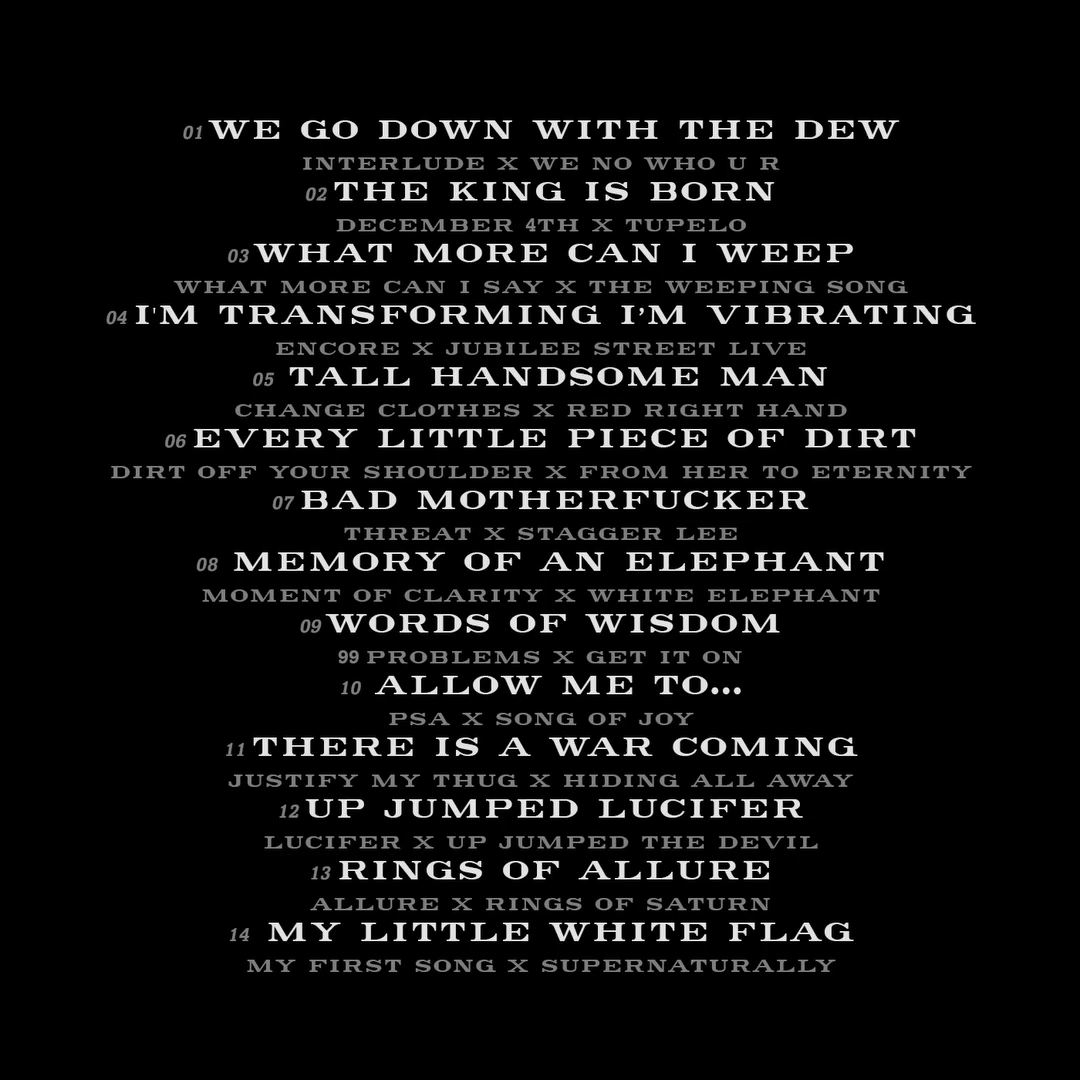 01 WE GO DOWN WITH THE DEW
INTERLUDE X WE NO WHO U R
02 THE KING IS BORN
DECEMBER 4TH X TUPELO
03 WHAT MORE CAN I WEEP
WHAT MORE CAN I SAY X THE WEEPING SONG
04 I'M TRANSFORMING I’M VIBRATING
ENCORE X JUBILEE STREET LIVE
05 TALL HANDSOME MAN
CHANGE CLOTHES X RED RIGHT HAND
06 EVERY LITTLE PIECE OF DIRT
DIRT OFF YOUR SHOULDER X FROM HER TO ETERNITY
07 BAD MOTHERFUCKER
THREAT X STAGGER LEE
08 MEMORY OF AN ELEPHANT
MOMENT OF CLARITY X WHITE ELEPHANT
09 WORDS OF WISDOM
99 PROBLEMS X GET IT ON
10 ALLOW ME TO...
PSA X SONG OF JOY
11 THERE IS A WAR COMING
JUSTIFY MY THUG X HIDING ALL AWAY
12 UP JUMPED LUCIFER
LUCIFER X UP JUMPED THE DEVIL
13 RINGS OF ALLURE
ALLURE X RINGS OF SATURN
14 MY LITTLE WHITE FLAG
MY FIRST SONG X SUPERNATURALLY